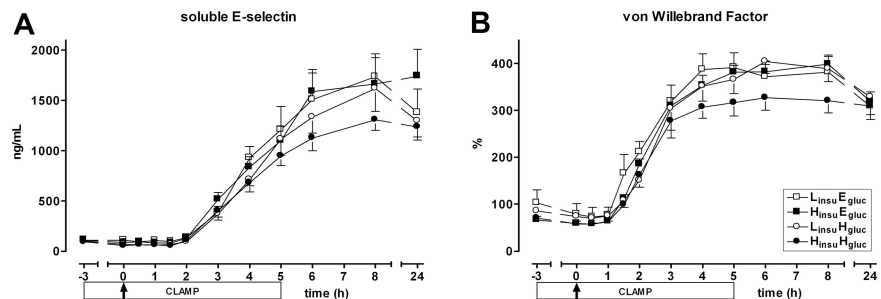 A
soluble E-selectin
ng/mL
2000
1500
1000
500
0
-3 0 1 2 3 4 5 6 7 8 24
CLAMP
time (h)
B
von Willebrand Factor
%
400
300
200
100
0
-3 0 1 2 3 4 5 6 7 8 24
CLAMP
time (h)
LinsuEgluc
HinsuEgluc
LinsuHgluc
HinsuHgluc